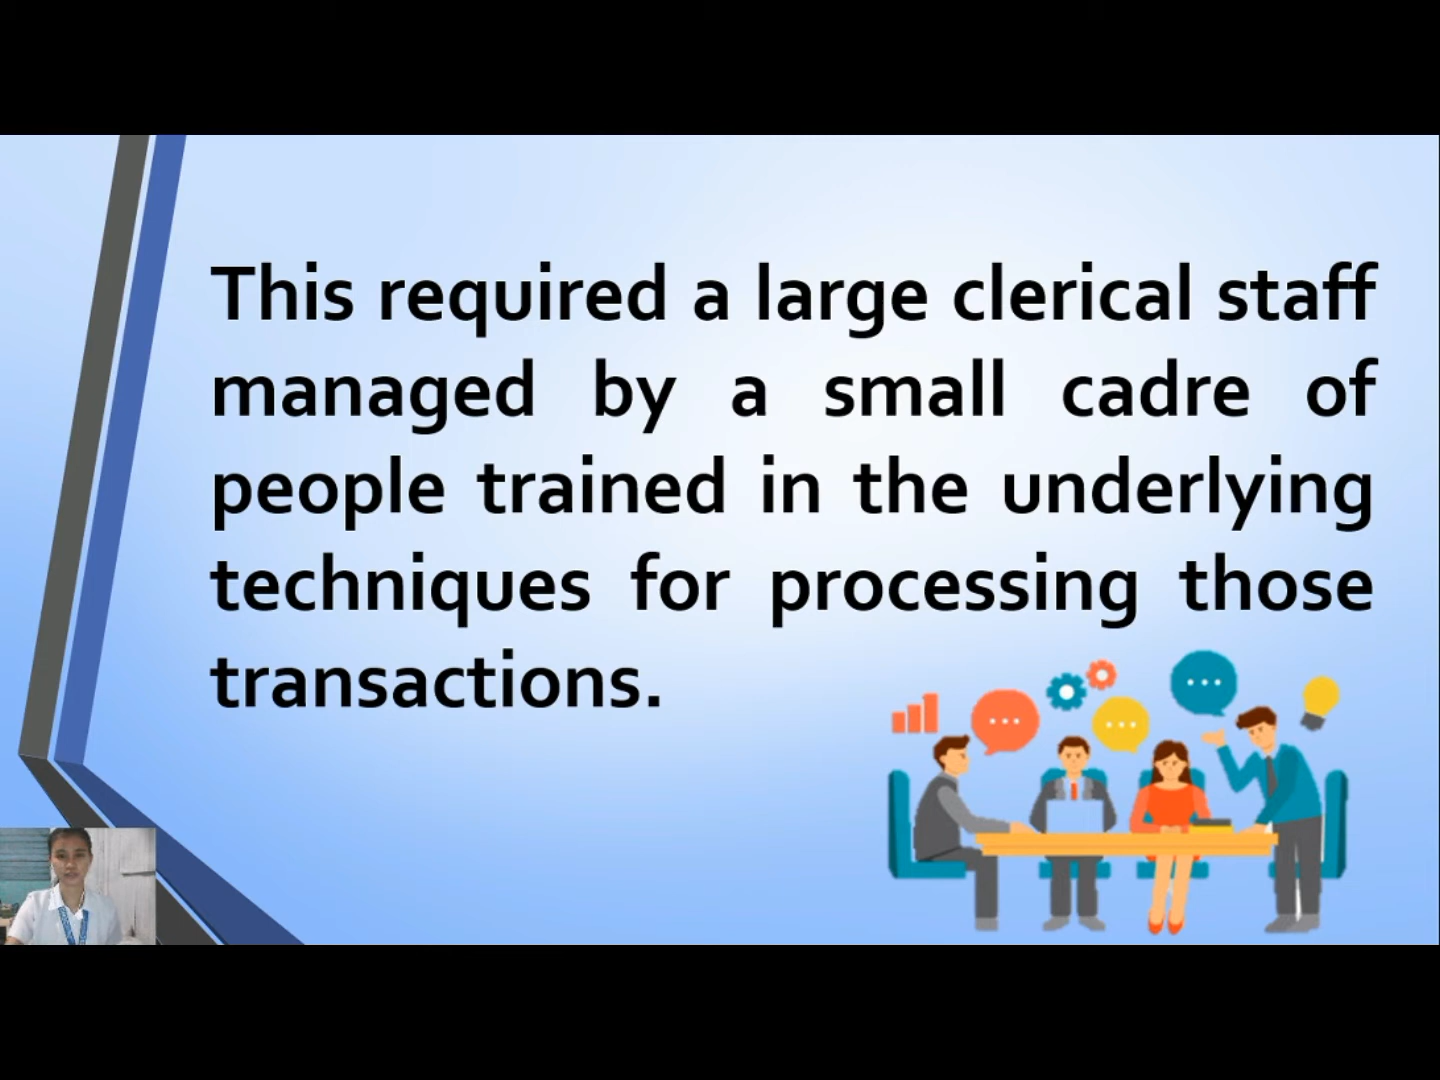 This required a large clerical staff
managed by a small cadre of
people trained in the underlying
techniques for processing those
transactions.